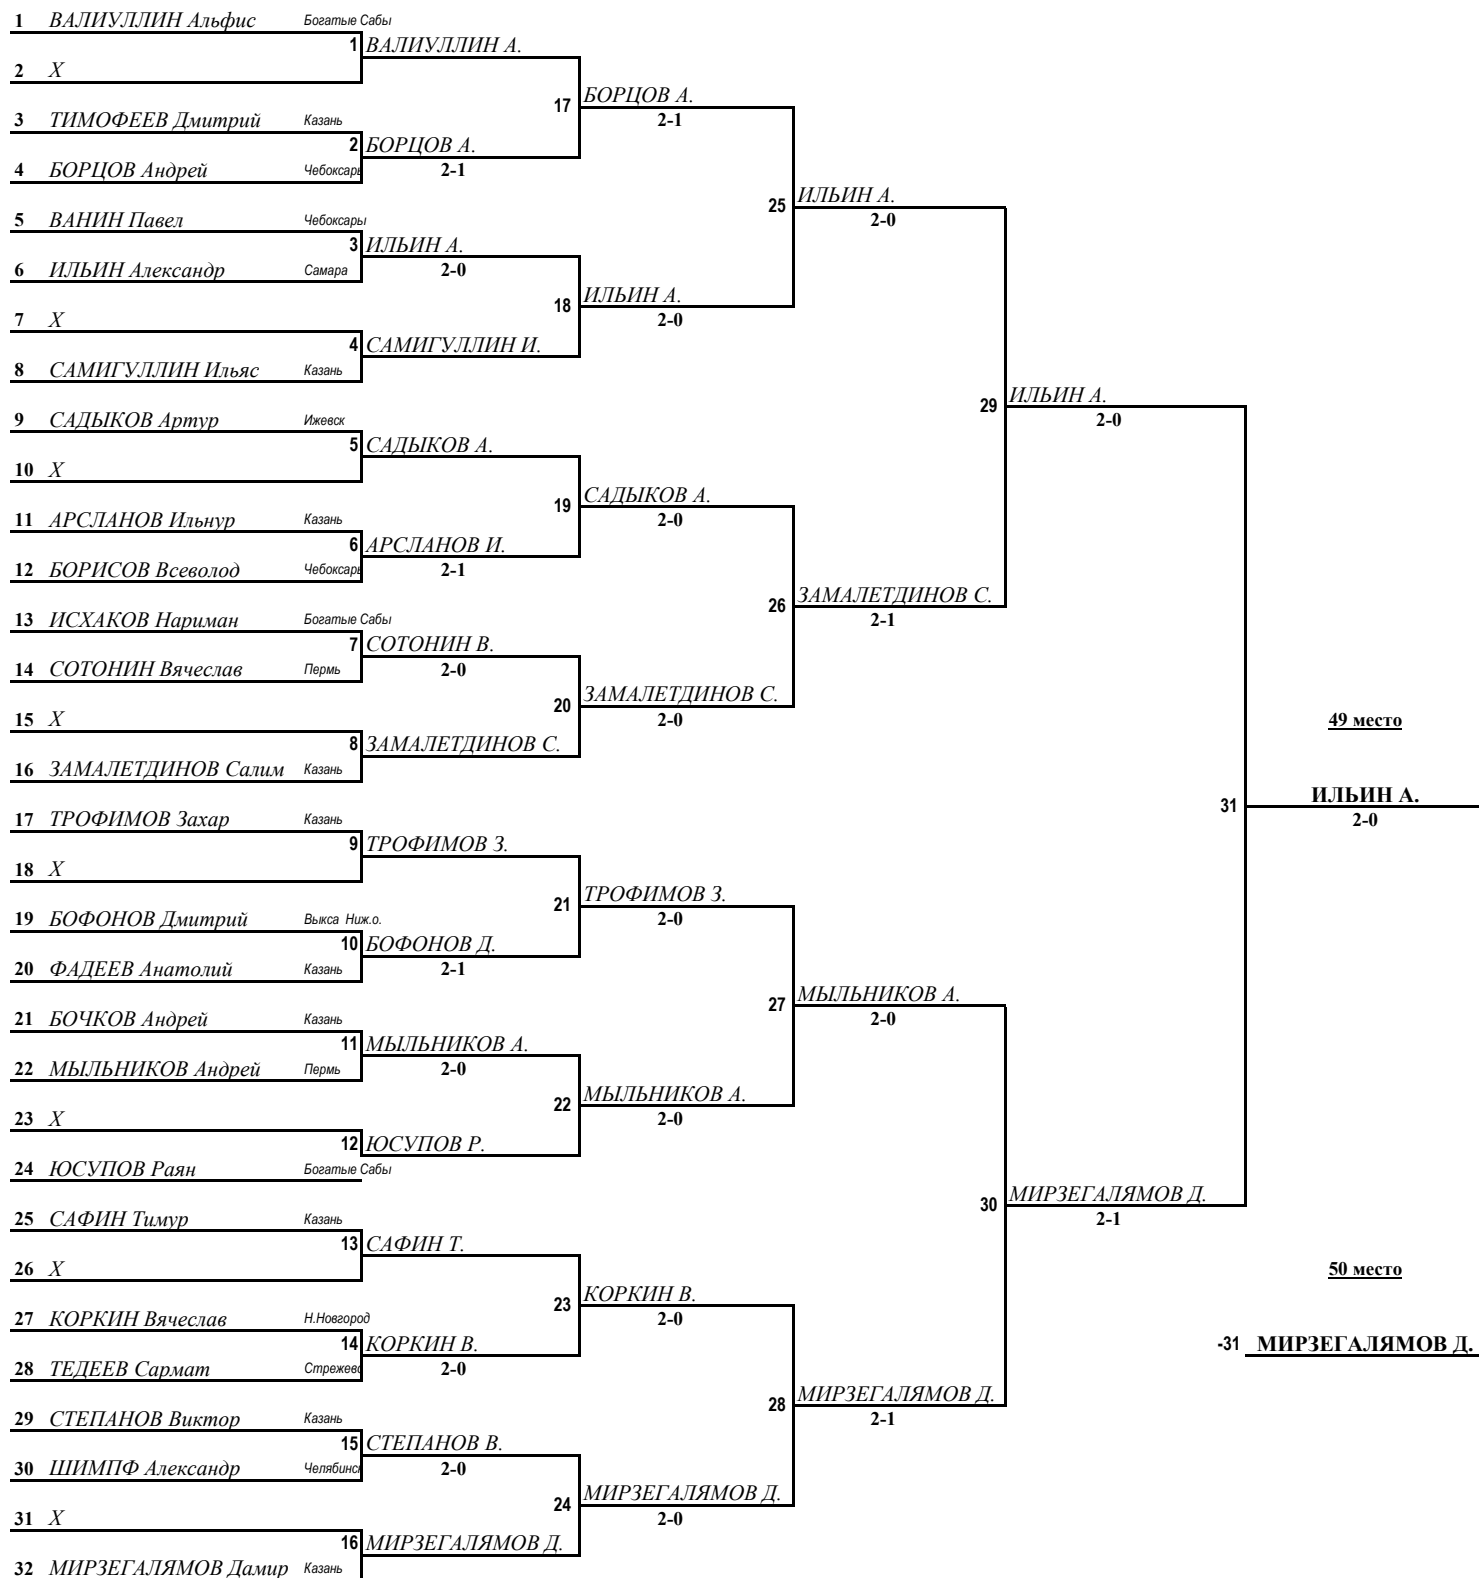 1 ВАЛИУЛЛИН Альфис Богатые Сабы
1 ВАЛИУЛЛИН А.
2 X
17 БОРЦОВ А.
2-1
3 ТИМОФЕЕВ Дмитрий Казань
2 БОРЦОВ А.
2-1
4 БОРЦОВ Андрей Чебоксары
25 ИЛЬИН А.
2-0
5 ВАНИН Павел Чебоксары
3 ИЛЬИН А.
2-0
6 ИЛЬИН Александр Самара
18 ИЛЬИН А.
2-0
7 X
4 САМИГУЛЛИН И.
8 САМИГУЛЛИН Ильяс Казань
29 ИЛЬИН А.
2-0
9 САДЫКОВ Артур Ижевск
5 САДЫКОВ А.
10 X
19 САДЫКОВ А.
2-0
11 АРСЛАНОВ Ильнур Казань
6 АРСЛАНОВ И.
2-1
12 БОРИСОВ Всеволод Чебоксары
26 ЗАМАЛЕТДИНОВ С.
2-1
13 ИСХАКОВ Нариман Богатые Сабы
7 СОТОНИН В.
2-0
14 СОТОНИН Вячеслав Пермь
20 ЗАМАЛЕТДИНОВ С.
2-0
15 X
49 место
8 ЗАМАЛЕТДИНОВ С.
16 ЗАМАЛЕТДИНОВ Салим Казань
31 ИЛЬИН А.
2-0
17 ТРОФИМОВ Захар Казань
9 ТРОФИМОВ З.
18 X
21 ТРОФИМОВ З.
2-0
19 БОФОНОВ Дмитрий Выкса Ниж.о.
10 БОФОНОВ Д.
2-1
20 ФАДЕЕВ Анатолий Казань
27 МЫЛЬНИКОВ А.
2-0
21 БОЧКОВ Андрей Казань
11 МЫЛЬНИКОВ А.
2-0
22 МЫЛЬНИКОВ Андрей Пермь
22 МЫЛЬНИКОВ А.
2-0
23 X
12 ЮСУПОВ Р.
24 ЮСУПОВ Раян Богатые Сабы
30 МИРЗЕГАЛЯМОВ Д.
2-1
25 САФИН Тимур Казань
13 САФИН Т.
26 X
50 место
23 КОРКИН В.
2-0
27 КОРКИН Вячеслав Н.Новгород
14 КОРКИН В.
2-0
-31 МИРЗЕГАЛЯМОВ Д.
28 ТЕДЕЕВ Сармат Стрежево
28 МИРЗЕГАЛЯМОВ Д.
2-1
29 СТЕПАНОВ Виктор Казань
15 СТЕПАНОВ В.
2-0
30 ШИМПФ Александр Челябинск
24 МИРЗЕГАЛЯМОВ Д.
2-0
31 X
16 МИРЗЕГАЛЯМОВ Д.
32 МИРЗЕГАЛЯМОВ Дамир Казань